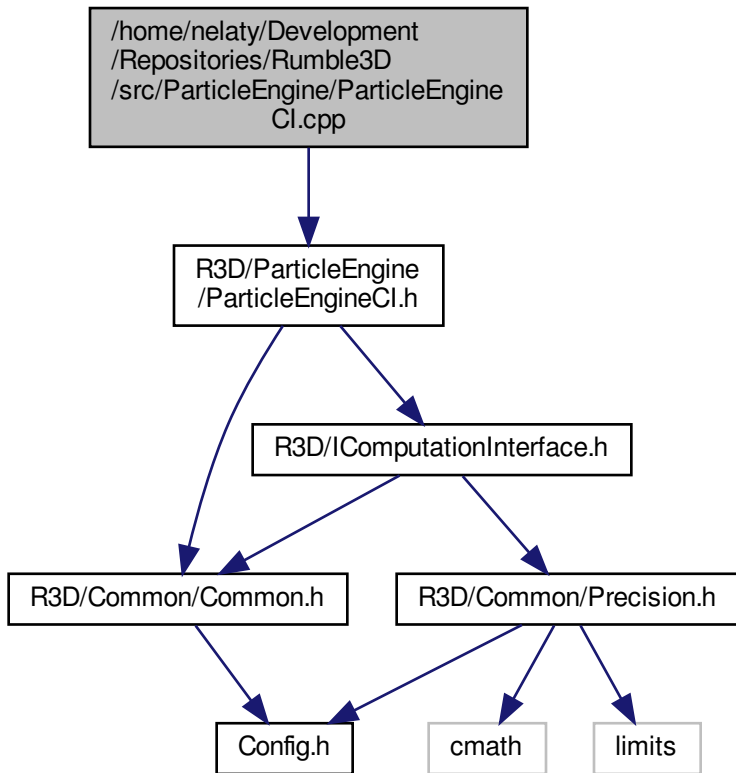 /home/nelaty/Development
/Repositories/Rumble3D
/src/ParticleEngine/ParticleEngine
CI.cpp
R3D/ParticleEngine
/ParticleEngineCI.h
R3D/IComputationInterface.h
R3D/Common/Common.h
R3D/Common/Precision.h
Config.h
cmath
limits